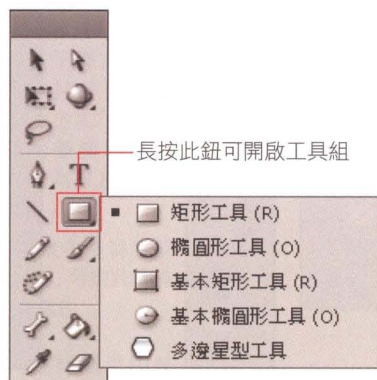 長按此鈕可開啟工具組
矩形工具 (R)
橢圓形工具 (O)
基本矩形工具 (R)
基本橢圓形工具 (O)
多邊星型工具